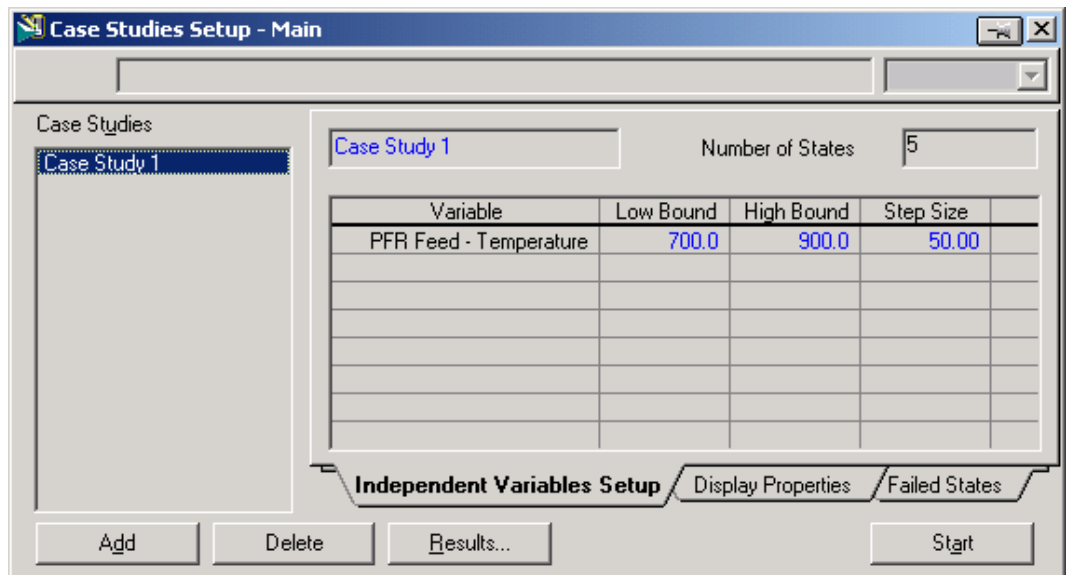 Case Studies Setup - Main
Case Studies
Case Study 1
Case Study 1 Number of States 5
Variable Low Bound High Bound Step Size
PFR Feed - Temperature 700.0 900.0 50.00
Independent Variables Setup Display Properties Failed States
Add Delete Results... Start